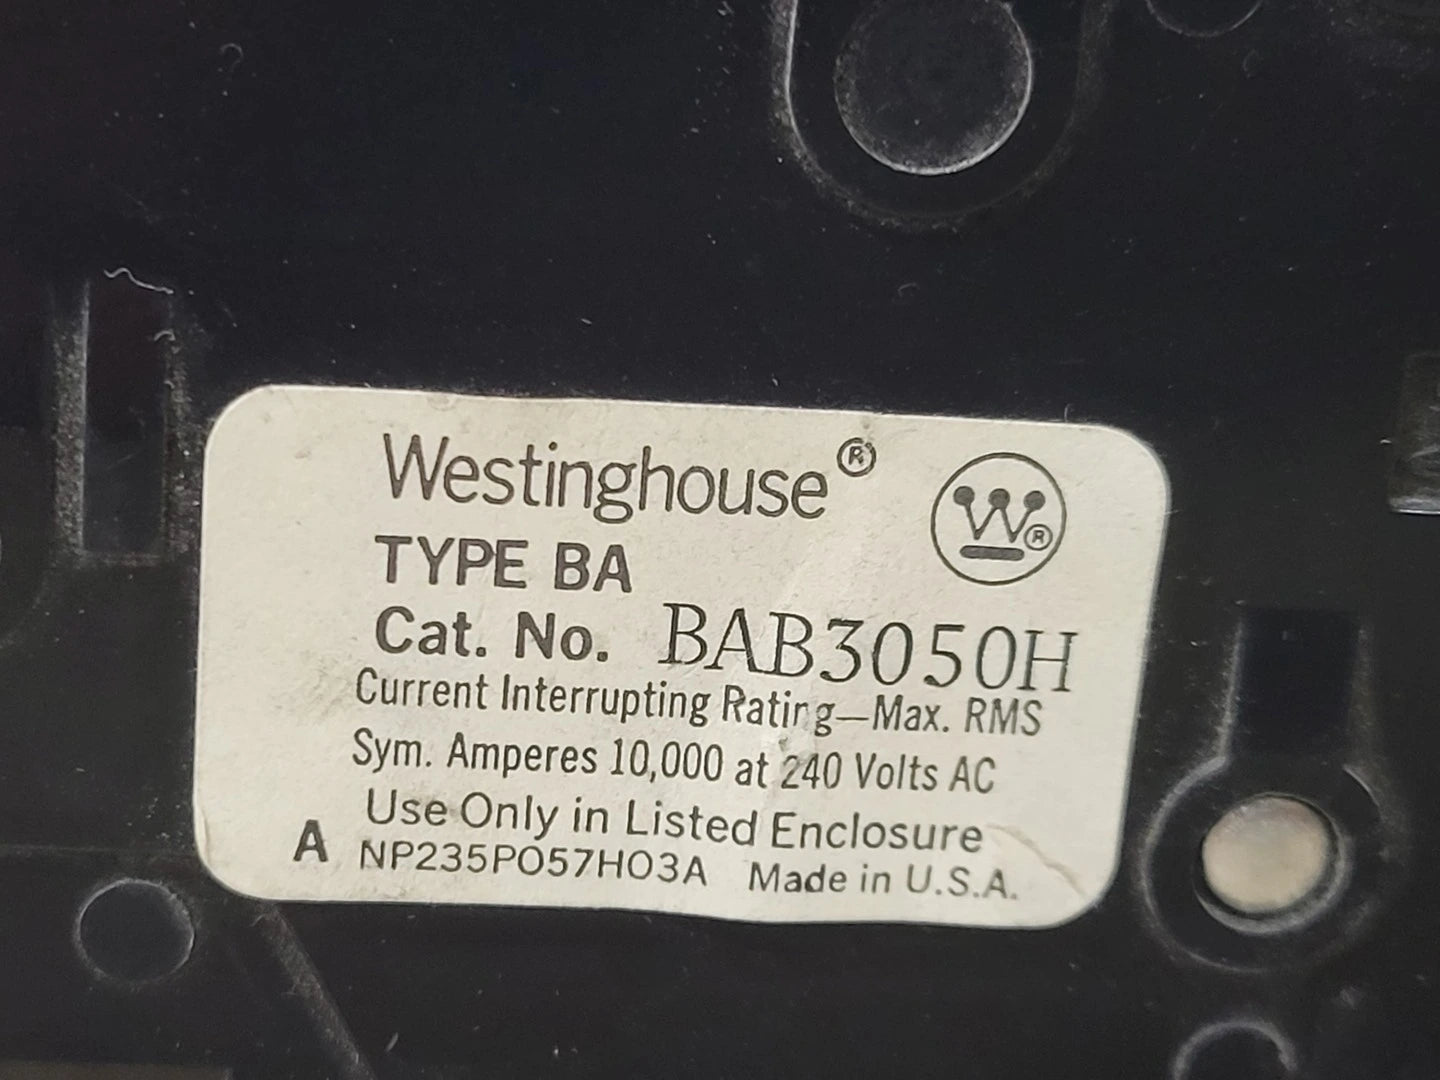 Westinghouse®
W®
TYPE BA
Cat. No. BAB3050H
Current Interrupting Rating—Max. RMS
Sym. Amperes 10,000 at 240 Volts AC
Use Only in Listed Enclosure
A NP235P057H03A Made in U.S.A.